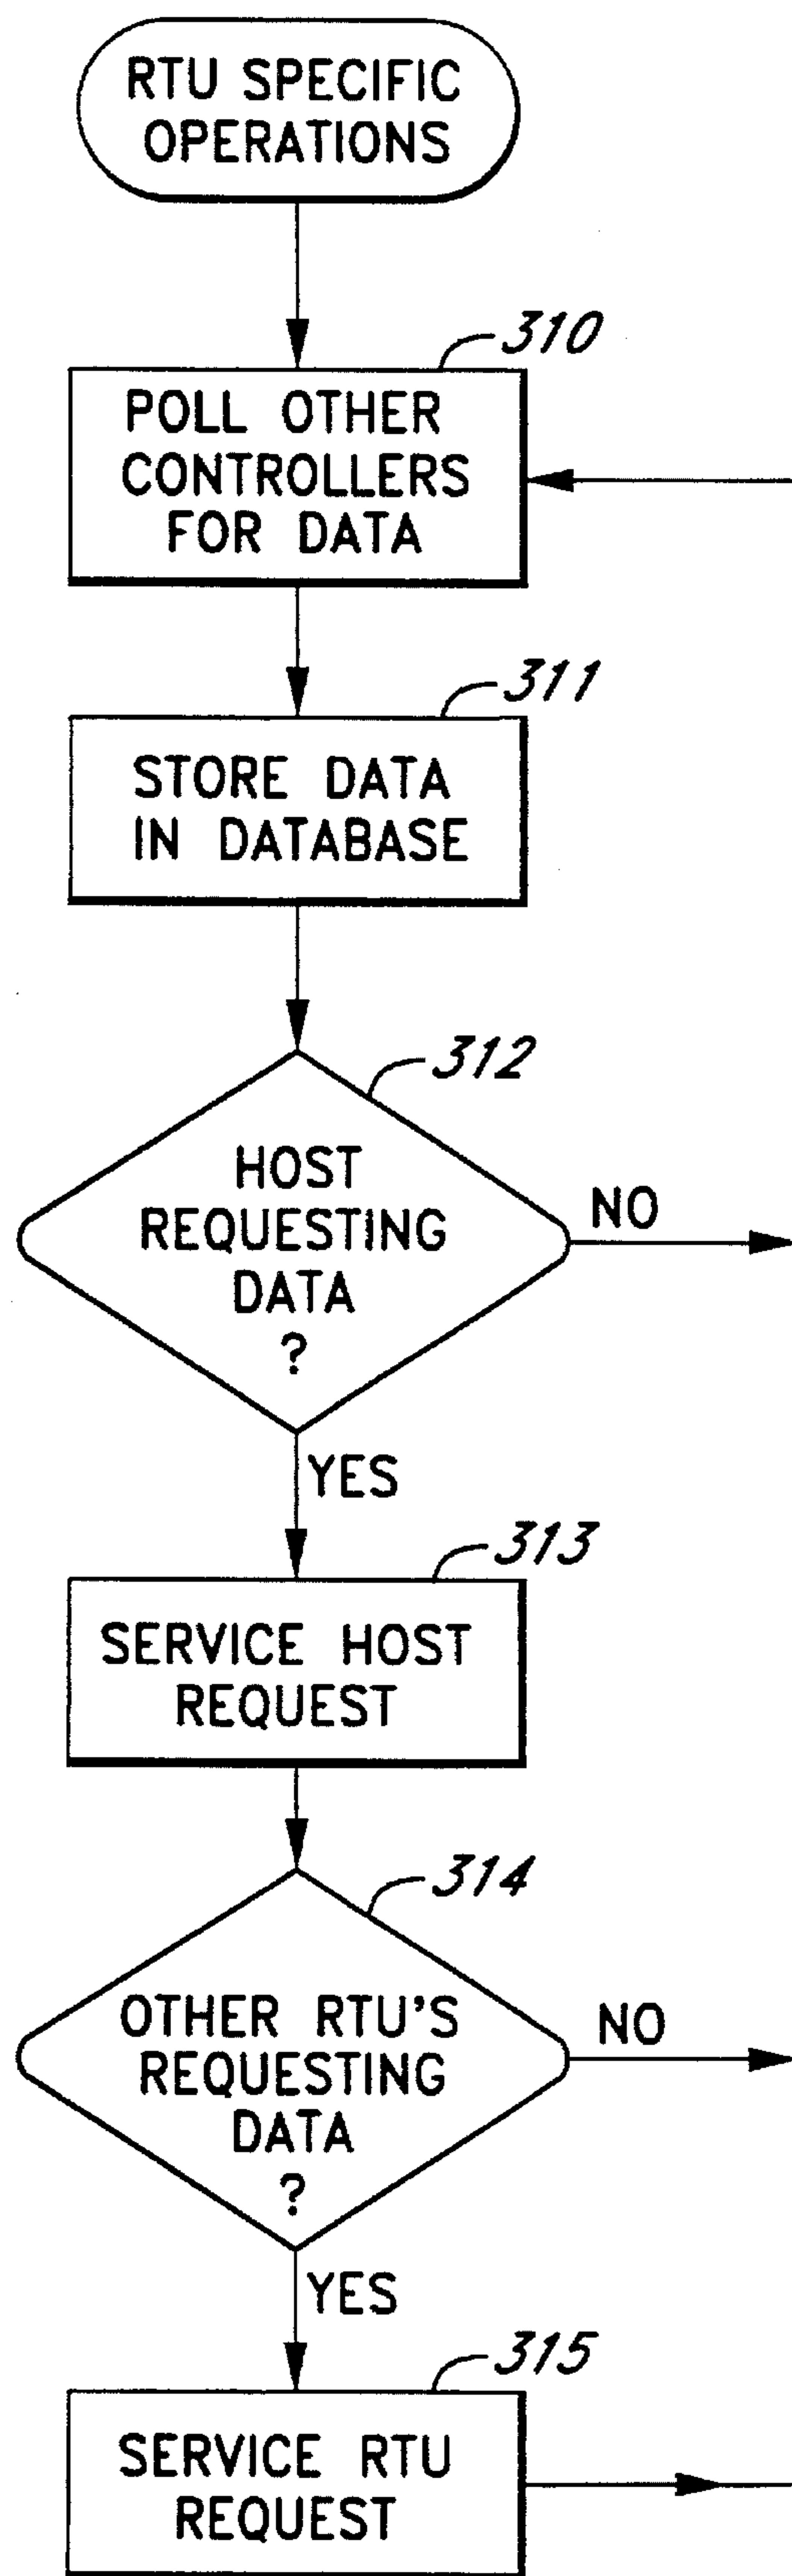 RTU SPECIFIC
OPERATIONS
310
POLL OTHER
CONTROLLERS
FOR DATA
311
STORE DATA
IN DATABASE
312
HOST
REQUESTING
DATA
?
NO
YES
313
SERVICE HOST
REQUEST
314
OTHER RTU'S
REQUESTING
DATA
?
NO
YES
315
SERVICE RTU
REQUEST